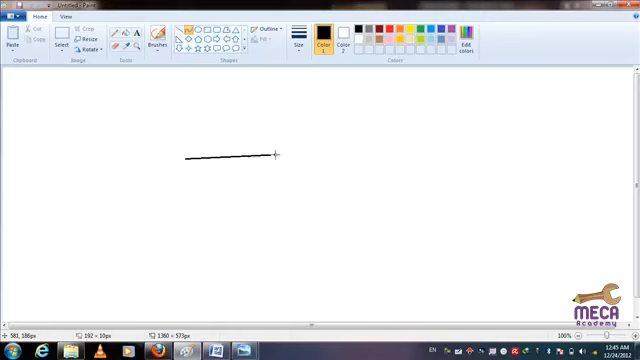 Untitled - Paint
Home
View
Paste
Cut
Copy
Select
Crop
Resize
Rotate
A
Brushes
Outline
Fill
Size
Color
1
Color
2
Edit
colors
Clipboard
Image
Tools
Shapes
Colors
MECA
Academy
581, 186px
192 × 10px
1360 × 573px
100%
EN
12:45 AM
12/24/2012